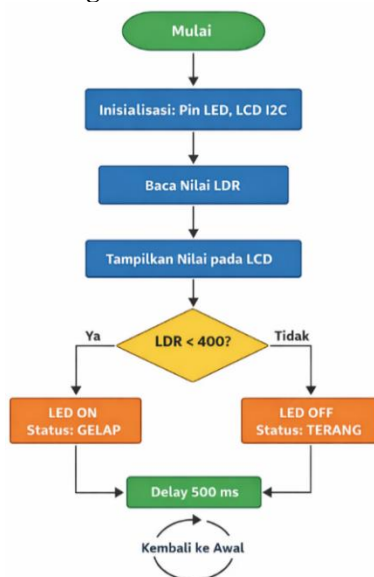 Mulai
Inisialisasi: Pin LED, LCD I2C
Baca Nilai LDR
Tampilkan Nilai pada LCD
LDR < 400?
Ya
Tidak
LED ON
Status: GELAP
LED OFF
Status: TERANG
Delay 500 ms
Kembali ke Awal